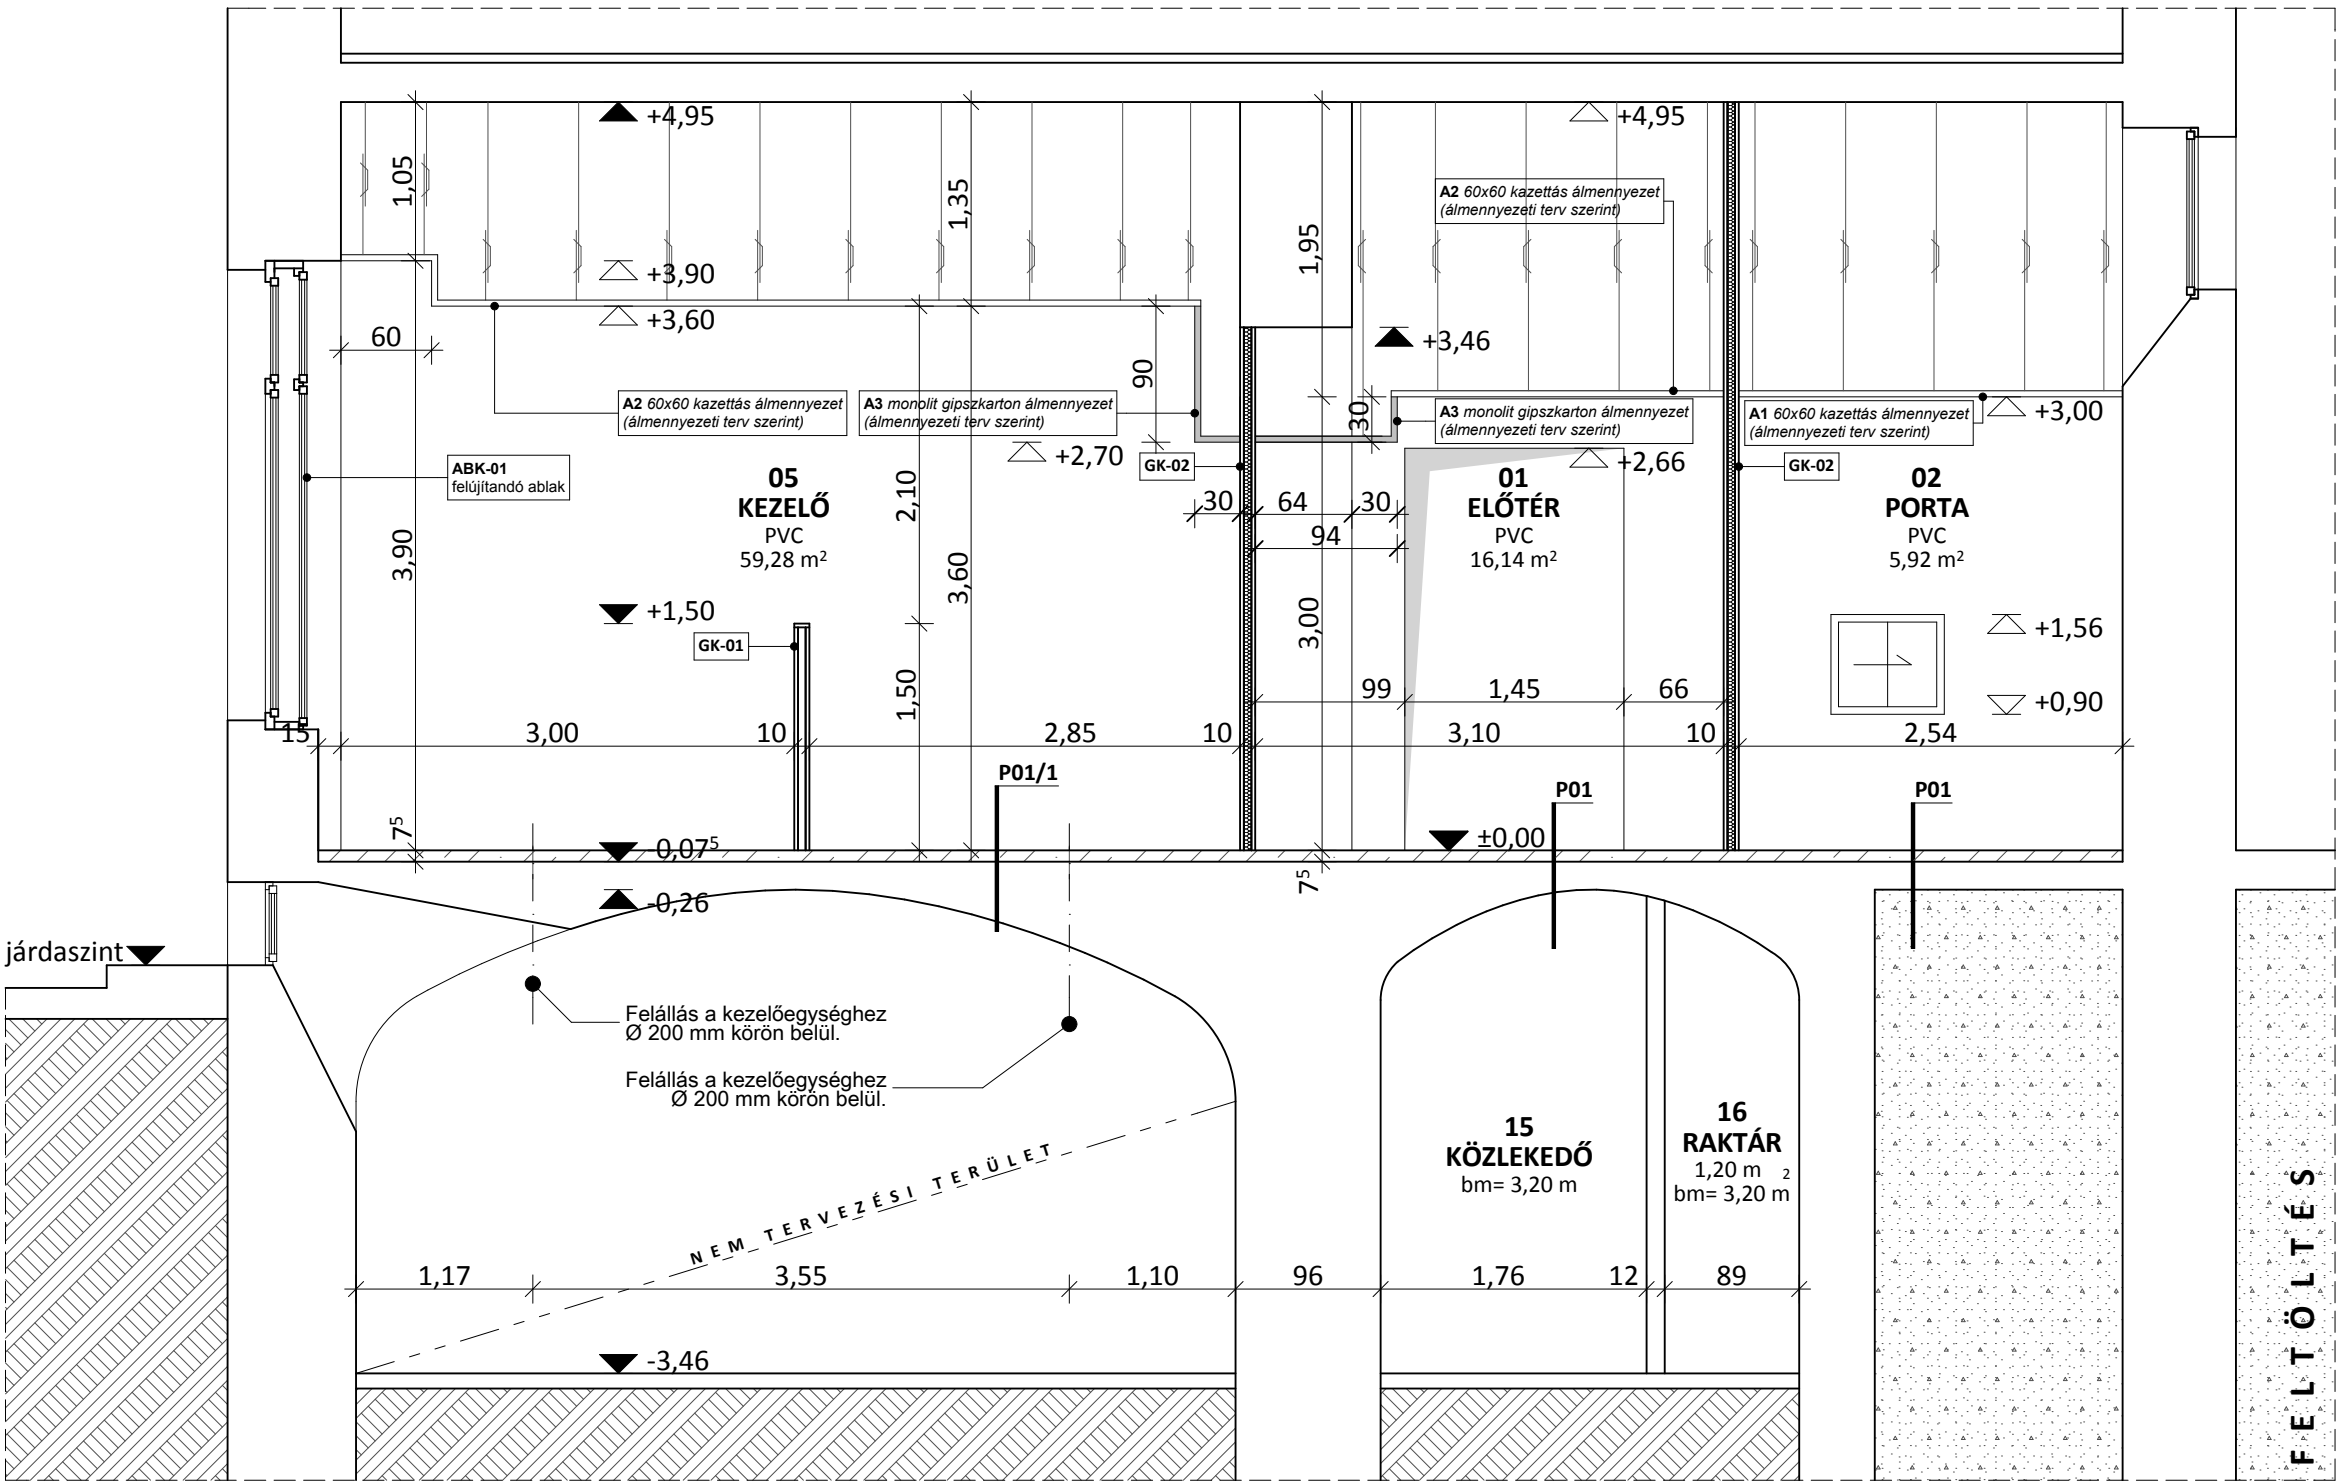 +4,95
+4,95
1,05
1,35
1,95
A2 60x60 kazettás álmennyezet
(álmennyezeti terv szerint)
+3,90
+3,60
60
+3,46
90
30
A2 60x60 kazettás álmennyezet
(álmennyezeti terv szerint)
A3 monolit gipszkarton álmennyezet
(álmennyezeti terv szerint)
A3 monolit gipszkarton álmennyezet
(álmennyezeti terv szerint)
A1 60x60 kazettás álmennyezet
(álmennyezeti terv szerint)
+3,00
+2,70
+2,66
GK-02
GK-02
ABK-01
felújítandó ablak
05
KEZELŐ
PVC
59,28 m²
01
ELŐTÉR
PVC
16,14 m²
02
PORTA
PVC
5,92 m²
2,10
30
64
30
94
3,90
3,60
3,00
+1,50
GK-01
1,50
+1,56
+0,90
99
1,45
66
15
3,00
10
2,85
10
3,10
10
2,54
P01/1
P01
P01
7⁵
-0,07⁵
±0,00
7⁵
-0,26
járdaszint
Felállás a kezelőegységhez
Ø 200 mm körön belül.
Felállás a kezelőegységhez
Ø 200 mm körön belül.
NEM TERVEZÉSI TERÜLET
15
KÖZLEKEDŐ
bm= 3,20 m
16
RAKTÁR
1,20 m 2
bm= 3,20 m
1,17
3,55
1,10
96
1,76
12
89
-3,46
FELTÖLTÉS